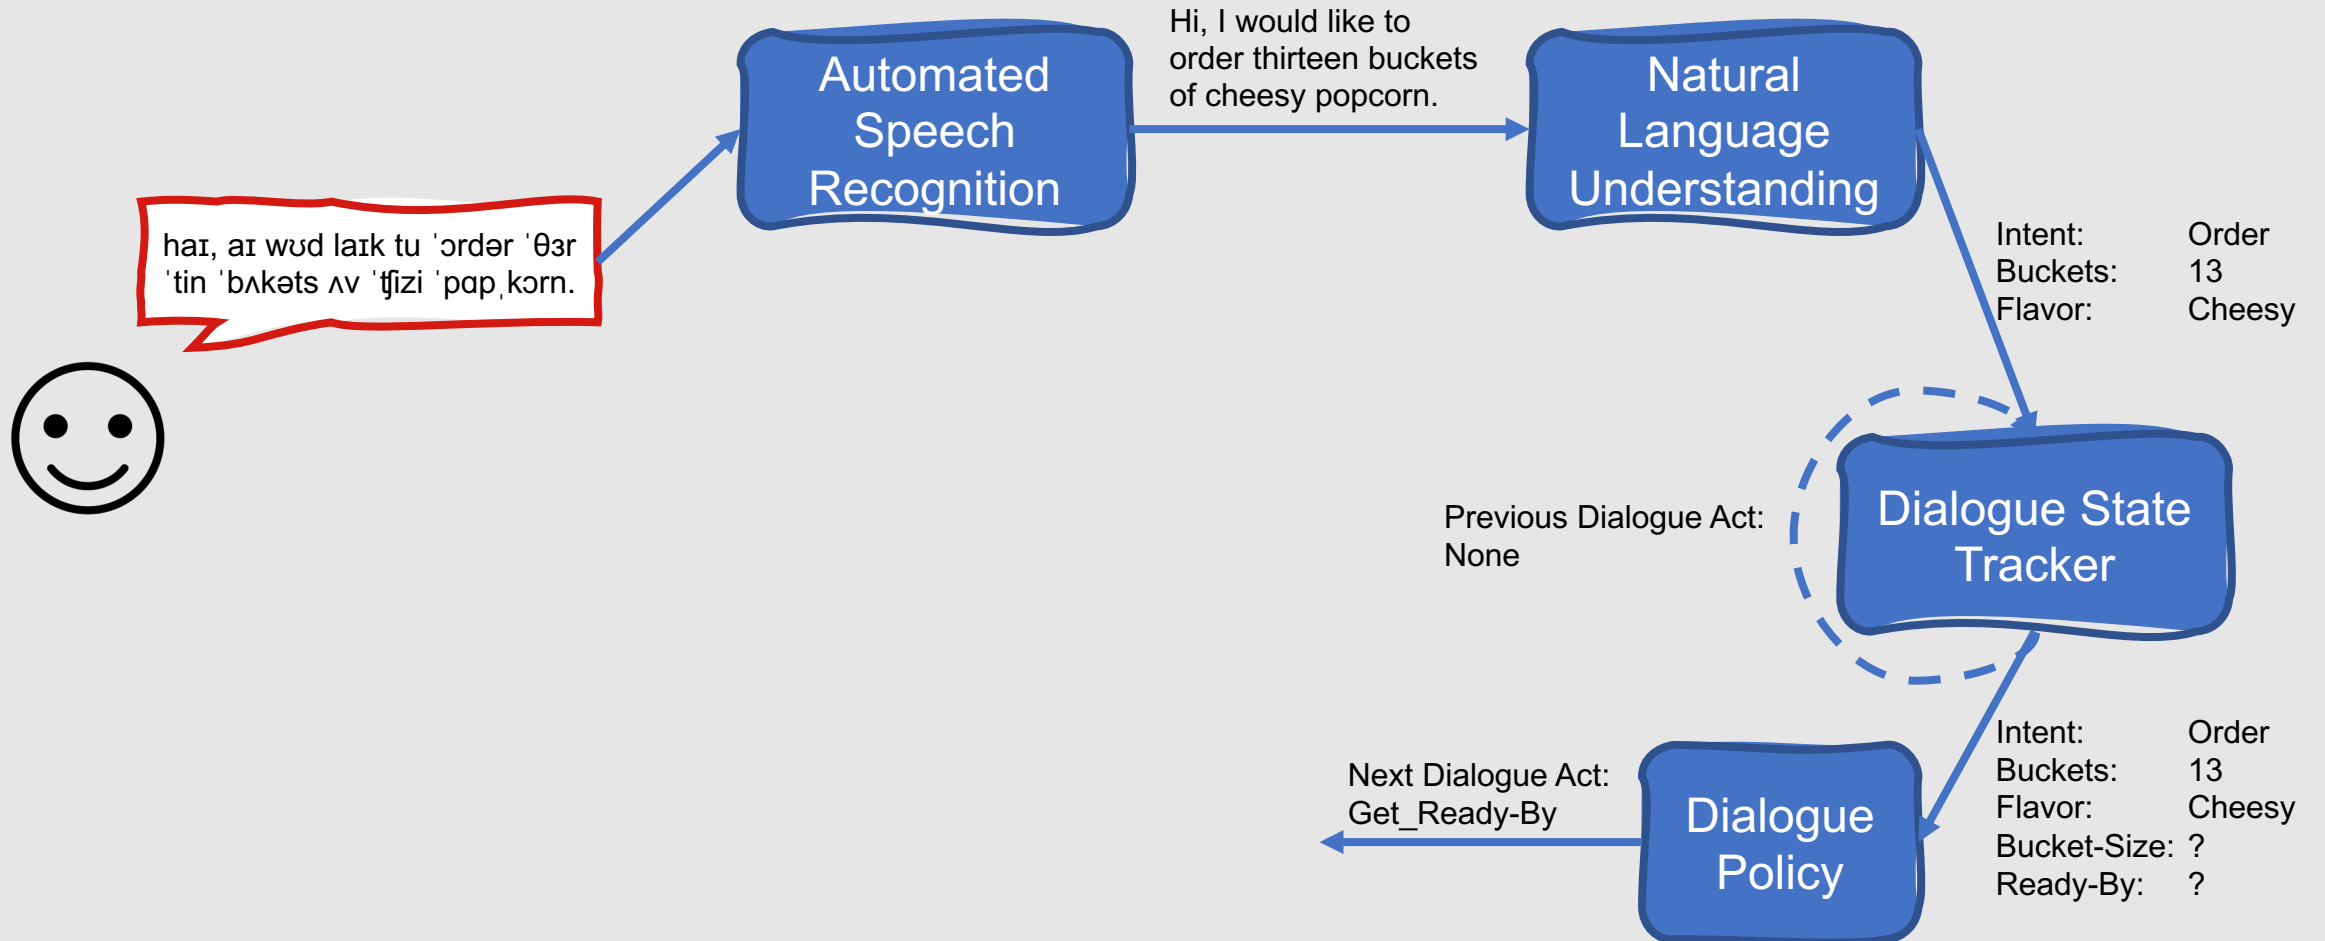 haɪ, aɪ wʊd laɪk tu ˈɔrdər ˈθɜr
ˈtin ˈbʌkəts ʌv ˈʧizi ˈpɑpˌkɔrn.
Automated
Speech
Recognition
Hi, I would like to
order thirteen buckets
of cheesy popcorn.
Natural
Language
Understanding
Intent: Order
Buckets: 13
Flavor: Cheesy
Previous Dialogue Act:
None
Dialogue State
Tracker
Intent: Order
Buckets: 13
Flavor: Cheesy
Bucket-Size: ?
Ready-By: ?
Dialogue
Policy
Next Dialogue Act:
Get_Ready-By